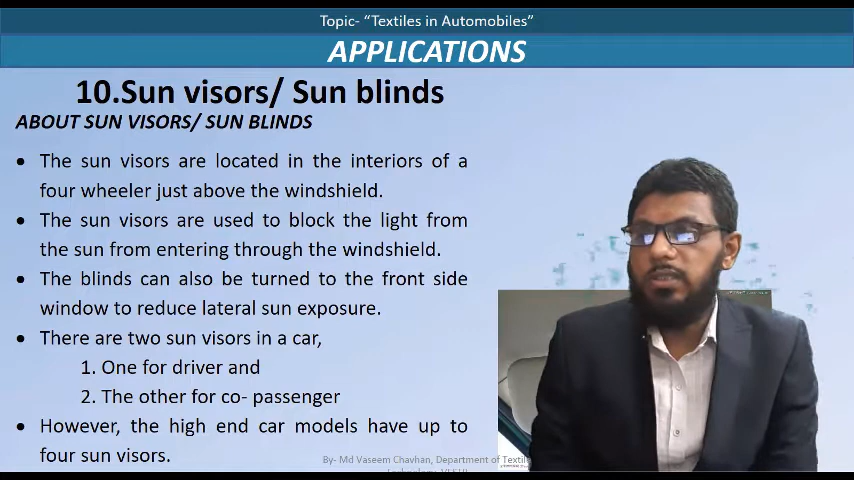 Topic- “Textiles in Automobiles”
APPLICATIONS
10.Sun visors/ Sun blinds
ABOUT SUN VISORS/ SUN BLINDS
• The sun visors are located in the interiors of a
four wheeler just above the windshield.
• The sun visors are used to block the light from
the sun from entering through the windshield.
• The blinds can also be turned to the front side
window to reduce lateral sun exposure.
• There are two sun visors in a car,
1. One for driver and
2. The other for co- passenger
• However, the high end car models have up to
four sun visors.
By- Md Vaseem Chavhan, Department of Textile